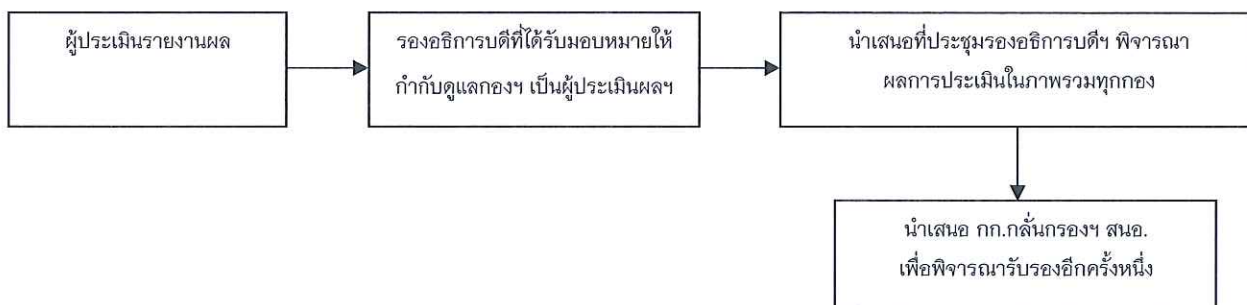 ผู้ประเมินรายงานผล
รองอธิการบดีที่ได้รับมอบหมายให้
กำกับดูแลกองฯ เป็นผู้ประเมินผลฯ
นำเสนอที่ประชุมรองอธิการบดีฯ พิจารณา
ผลการประเมินในภาพรวมทุกกอง
นำเสนอ กก.กลั่นกรองฯ สนอ.
เพื่อพิจารณารับรองอีกครั้งหนึ่ง